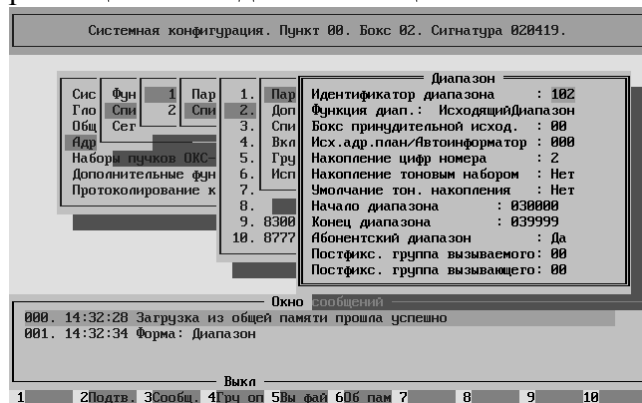 Системная конфигурация. Пункт 00. Бокс 02. Сигнатура 020419.
Диапазон
Сис Фун 1 Пар 1. Пар Идентификатор диапазона : 102
Гло Спи 2 Спи 2. Доп Функция диап.: ИсходящийДиапазон
Общ Сег 3. Спи Бокс принудительной исход. : 00
Адр 4. Вкл Исх.адр.план/Автоинформатор : 000
Наборы пучков ОКС- 5. Гру Накопление цифр номера : 2
Дополнительные фун 6. Исп Накопление тоновым набором : Нет
Протоколирование к 7. Умолчание тон. накопления : Нет
8. Начало диапазона : 030000
9. 8300 Конец диапазона : 039999
10. 8777 Абонентский диапазон : Да
Постфикс. группа вызываемого: 00
Постфикс. группа вызывающего: 00
Окно сообщений
000. 14:32:28 Загрузка из общей памяти прошла успешно
001. 14:32:34 Форма: Диапазон
Выкл
1 2Подтв. 3Сообщ. 4Гру оп 5Вы фай 6Об пам 7 8 9 10